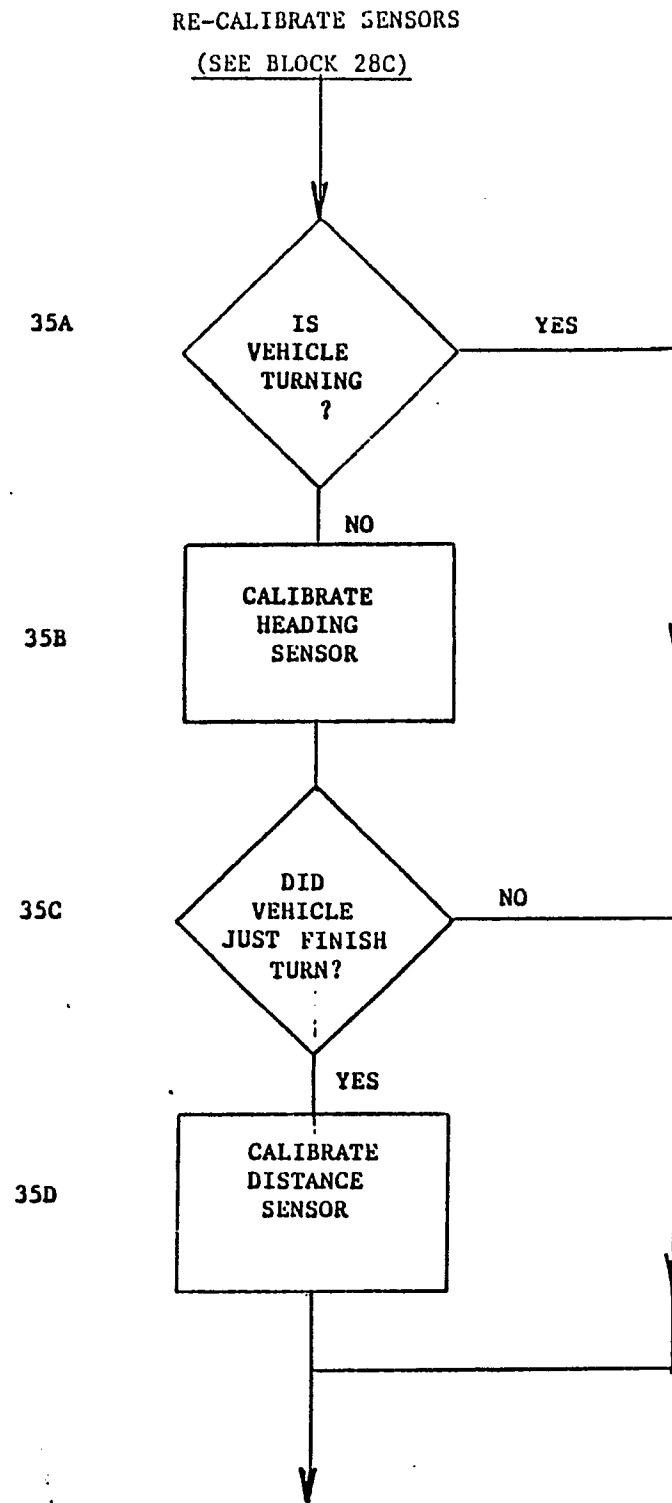 RE-CALIBRATE SENSORS
(SEE BLOCK 28C)
35A
IS
VEHICLE
TURNING
?
YES
NO
35B
CALIBRATE
HEADING
SENSOR
35C
DID
VEHICLE
JUST FINISH
TURN?
NO
YES
35D
CALIBRATE
DISTANCE
SENSOR